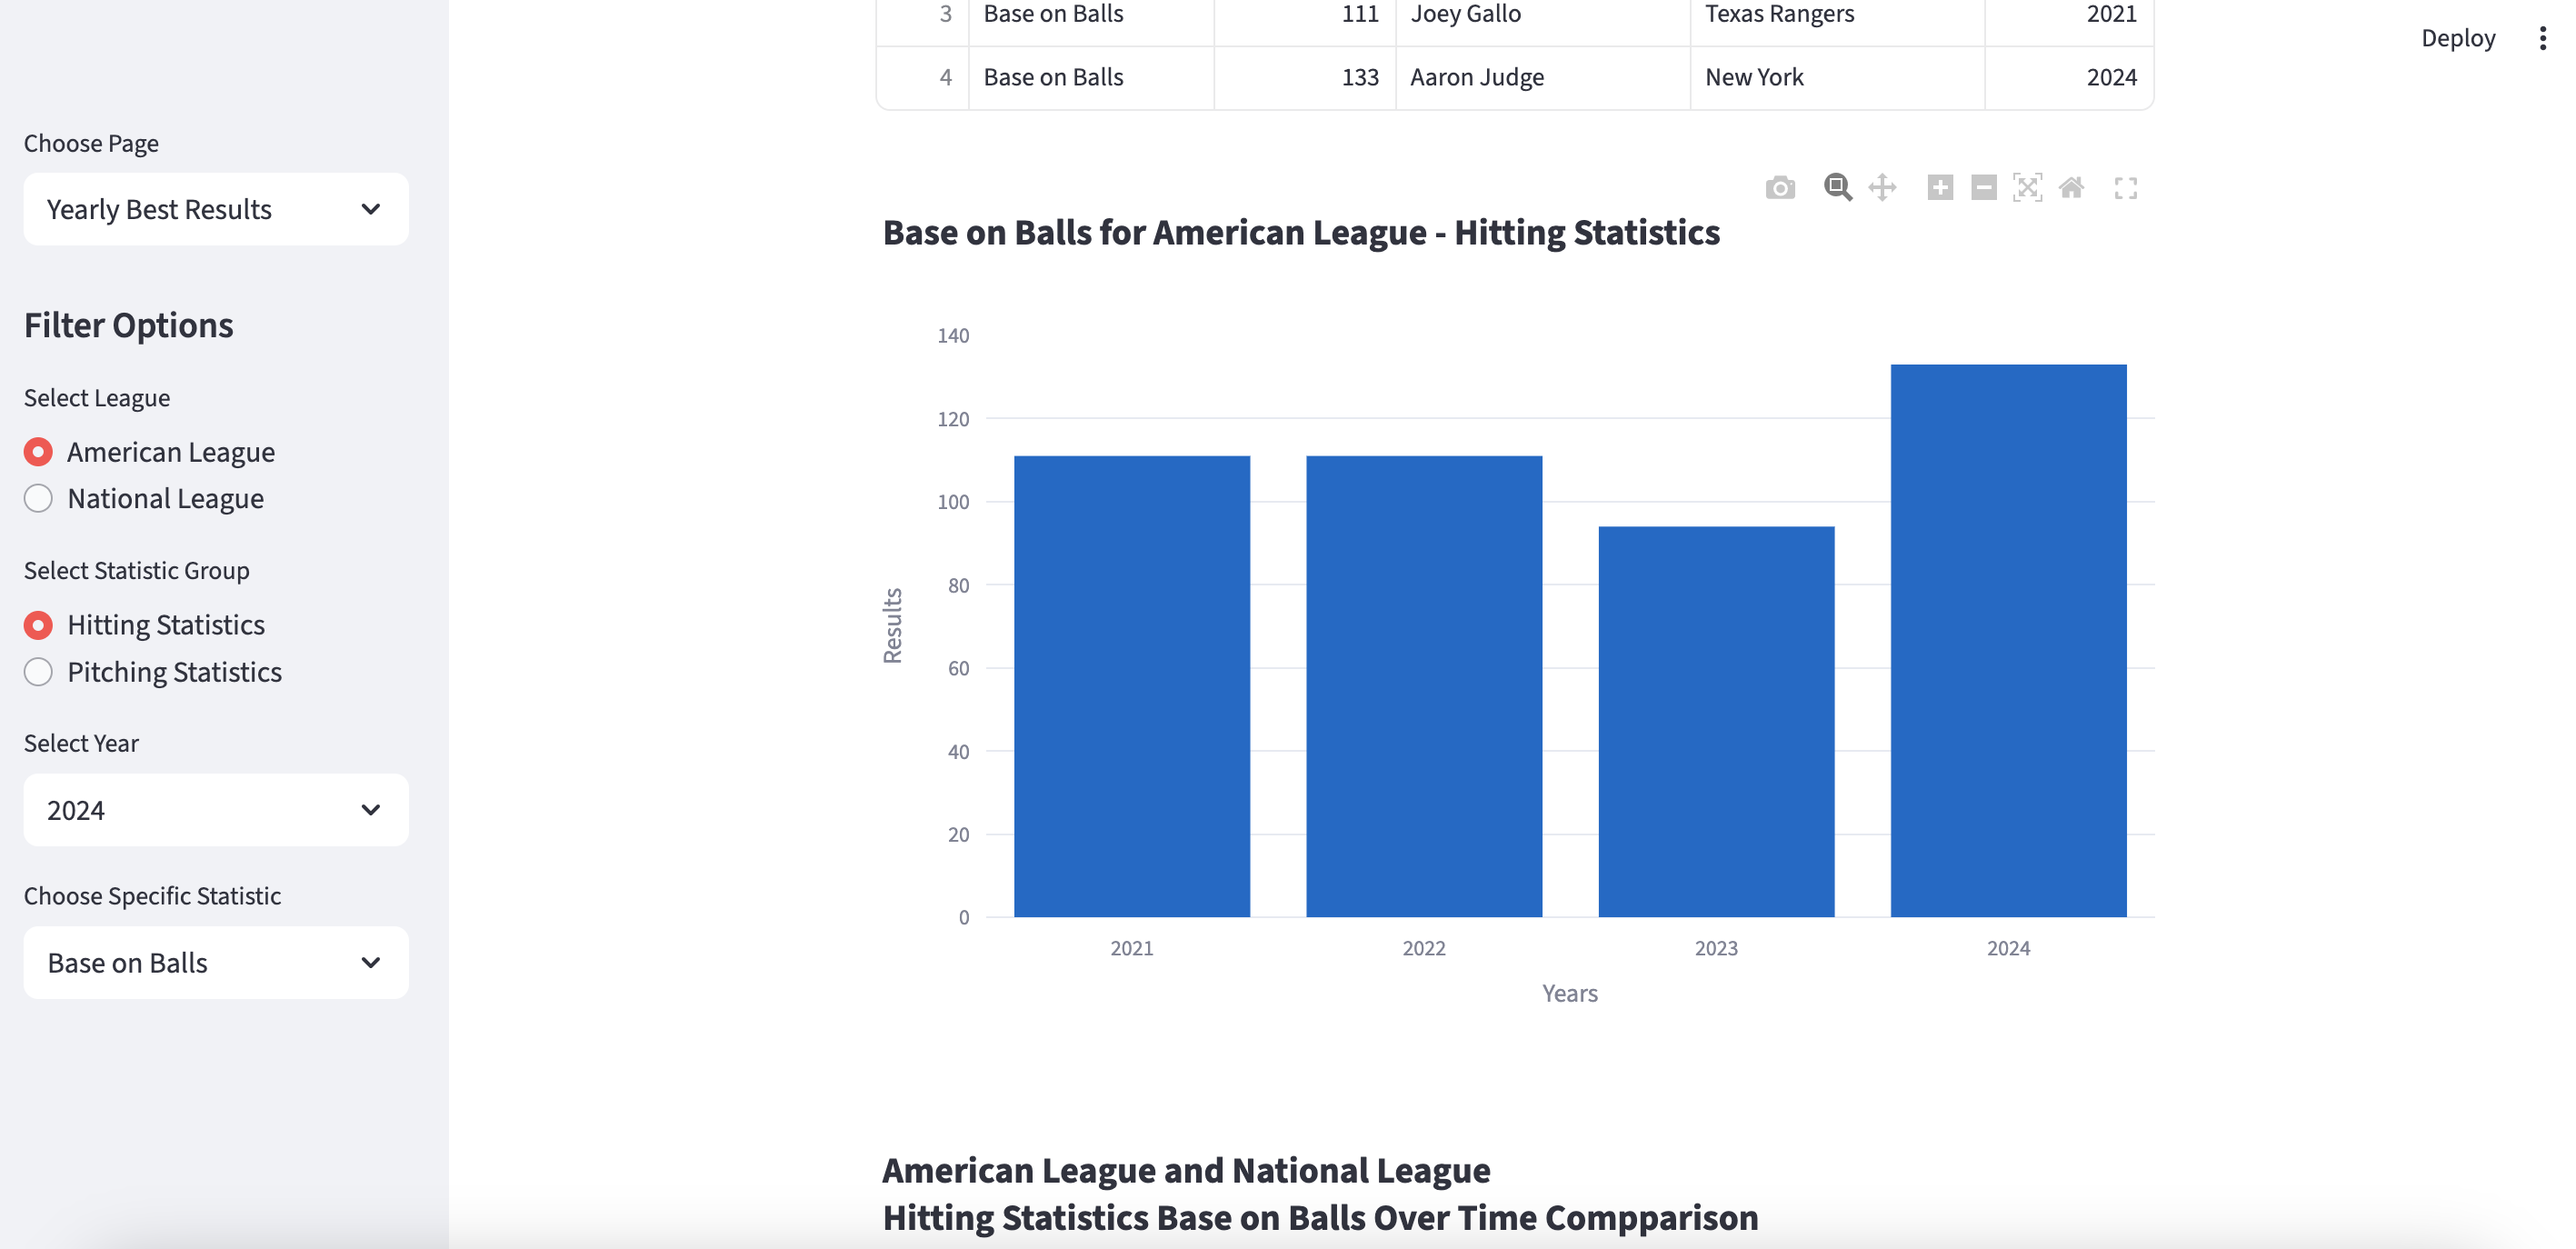 3 Base on Balls 111 Joey Gallo Texas Rangers 2021
Deploy
4 Base on Balls 133 Aaron Judge New York 2024
Choose Page
Yearly Best Results
Filter Options
Select League
American League
National League
Select Statistic Group
Hitting Statistics
Pitching Statistics
Select Year
2024
Choose Specific Statistic
Base on Balls
Base on Balls for American League - Hitting Statistics
140
120
100
80
60
40
20
0
Results
2021 2022 2023 2024
Years
American League and National League
Hitting Statistics Base on Balls Over Time Compparison